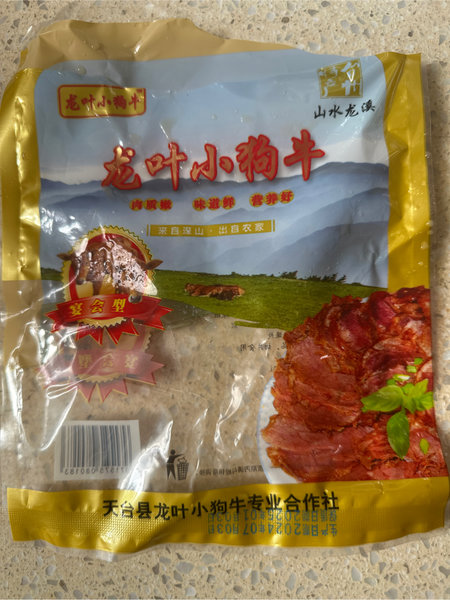 龙叶小狗牛
山水龙溪
龙叶小狗牛
肉质嫩 味道鲜 营养好
来自深山·出自农家
宴会型
天台县龙叶小狗牛专业合作社